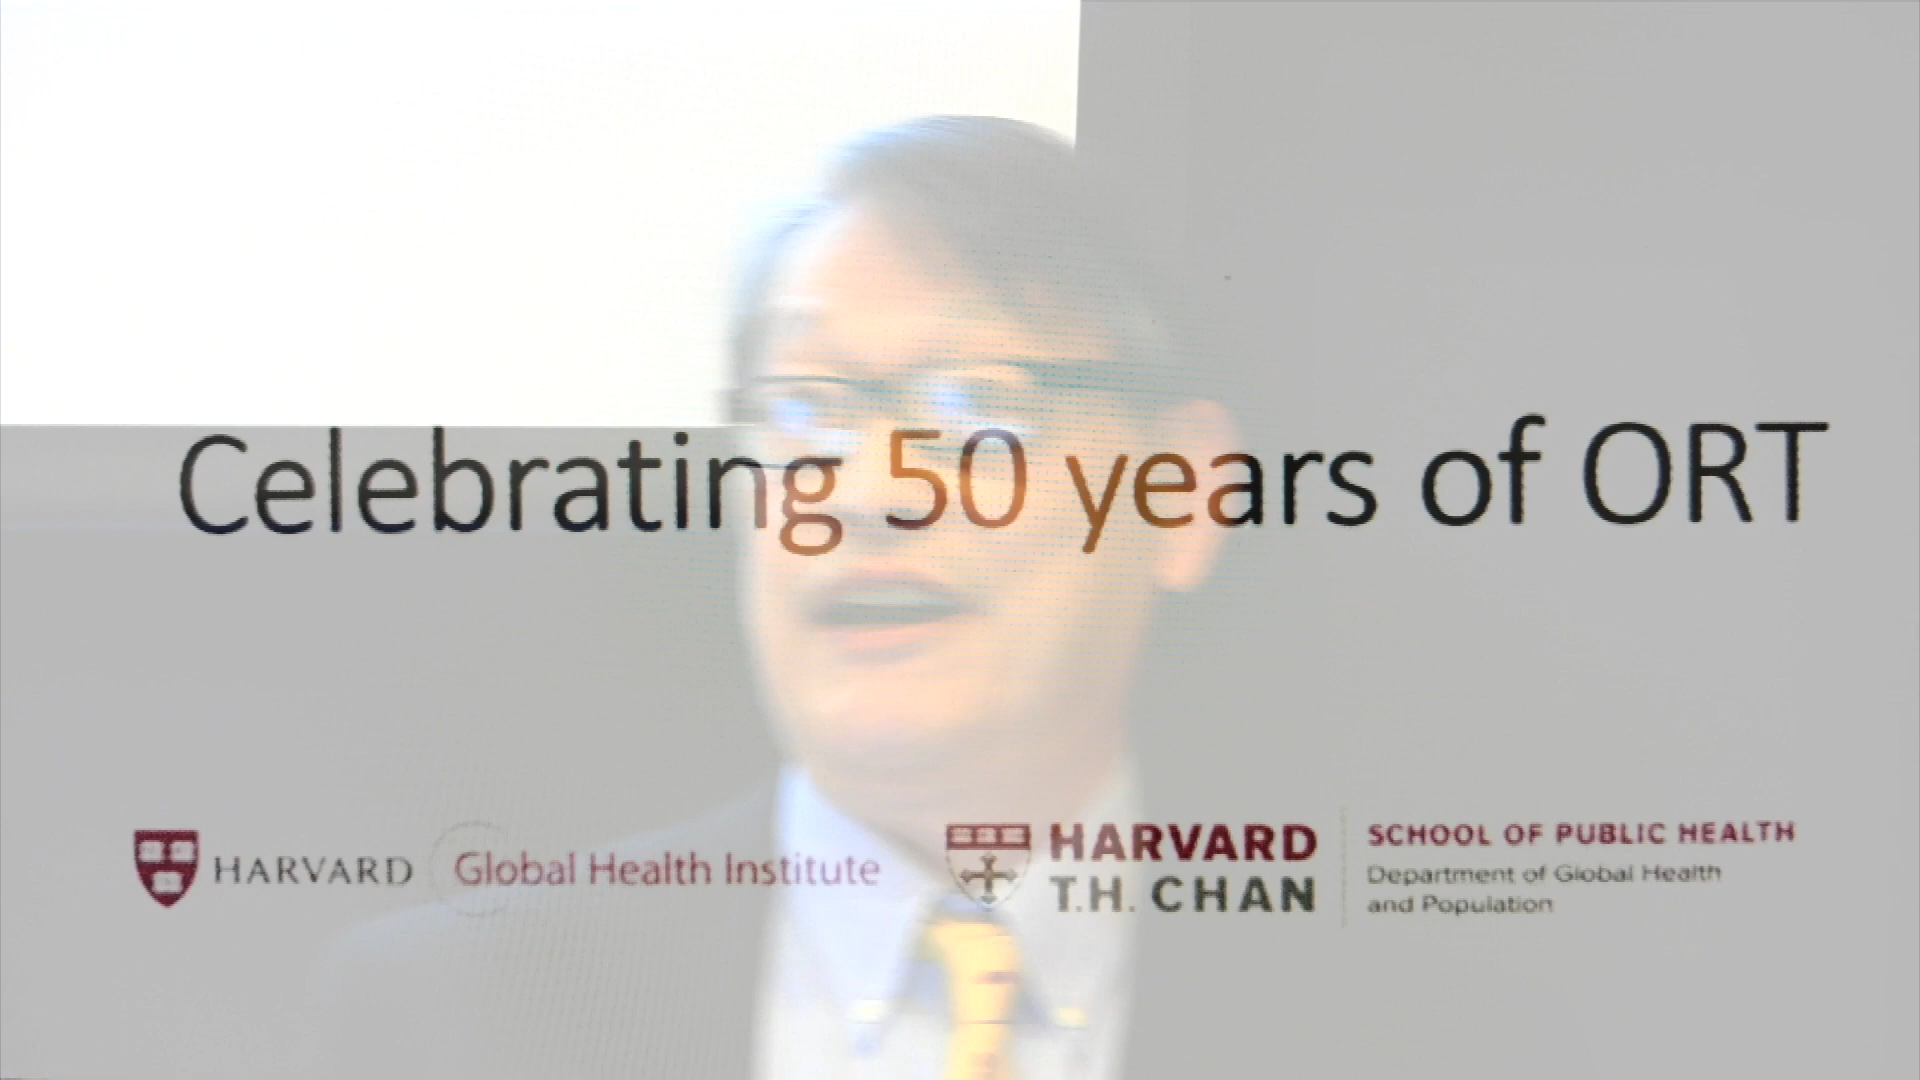 Celebrating 50 years of ORT
HARVARD Global Health Institute
HARVARD
T.H. CHAN
SCHOOL OF PUBLIC HEALTH
Department of Global Health
and Population